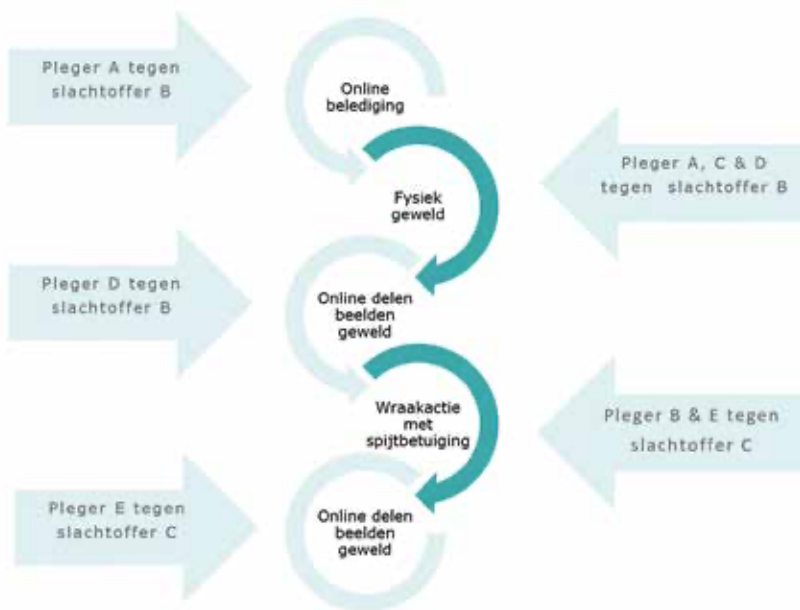 Pleger A tegen
slachtoffer B
Online
belediging
Pleger A, C & D
tegen slachtoffer B
Fysiek
geweld
Pleger D tegen
slachtoffer B
Online delen
beelden
geweld
Pleger B & E tegen
slachtoffer C
Wraakactie
met
spijtbetuiging
Pleger E tegen
slachtoffer C
Online delen
beelden
geweld